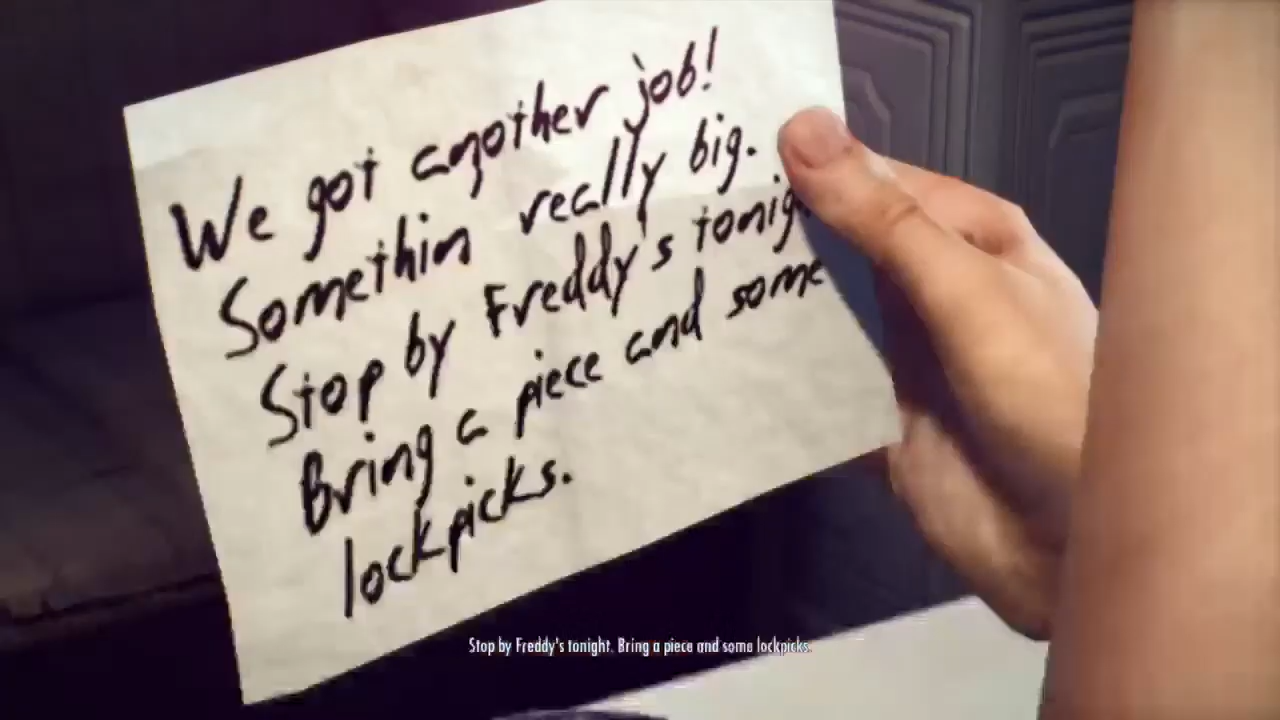 We got another job!
Somethin really big.
Stop by Freddy's tonig
Bring a piece and some
lockpicks.
Stop by Freddy's tonight. Bring a piece and some lockpicks.